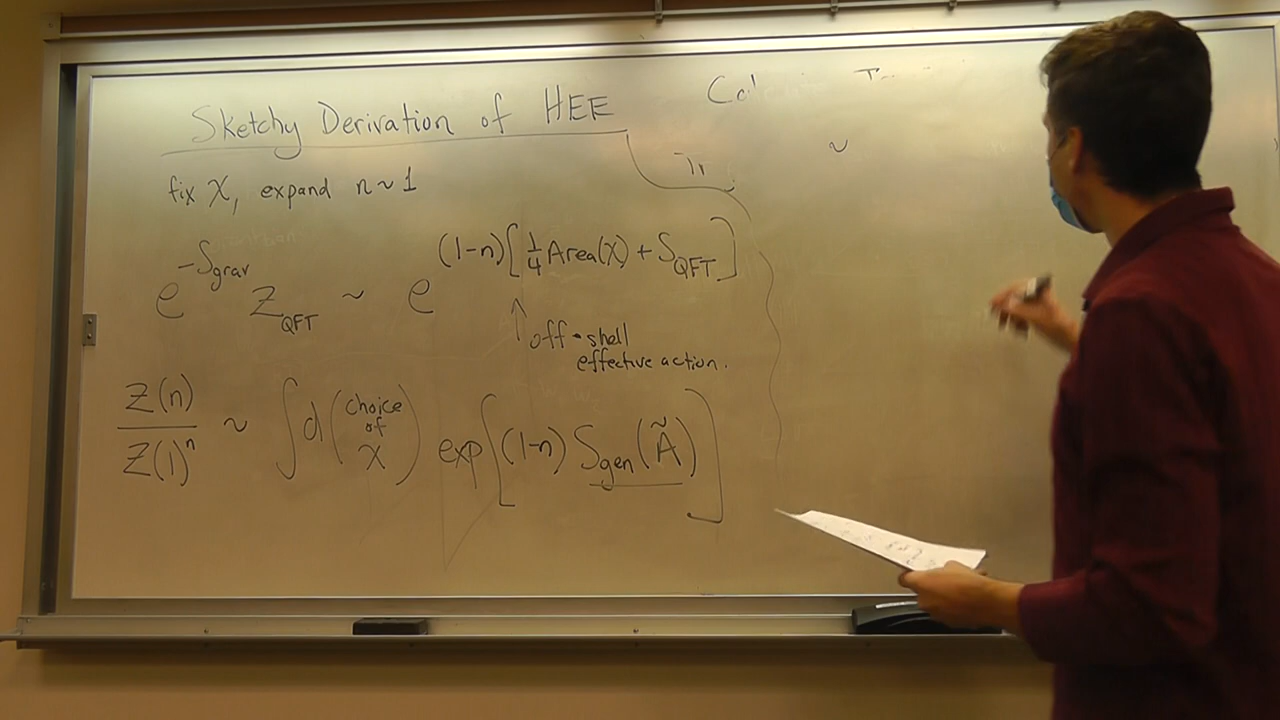 Sketchy Derivation of HEE
fix χ, expand n ~ 1
e^{-S_grav} Z_QFT ~ e^{(1-n)[1/4 Area(χ) + S_QFT]}
↑ off-shell
effective action.
Z(n)/Z(1)^n ~ ∫d(choice of χ) exp[(1-n) S_gen(Ã)]
~